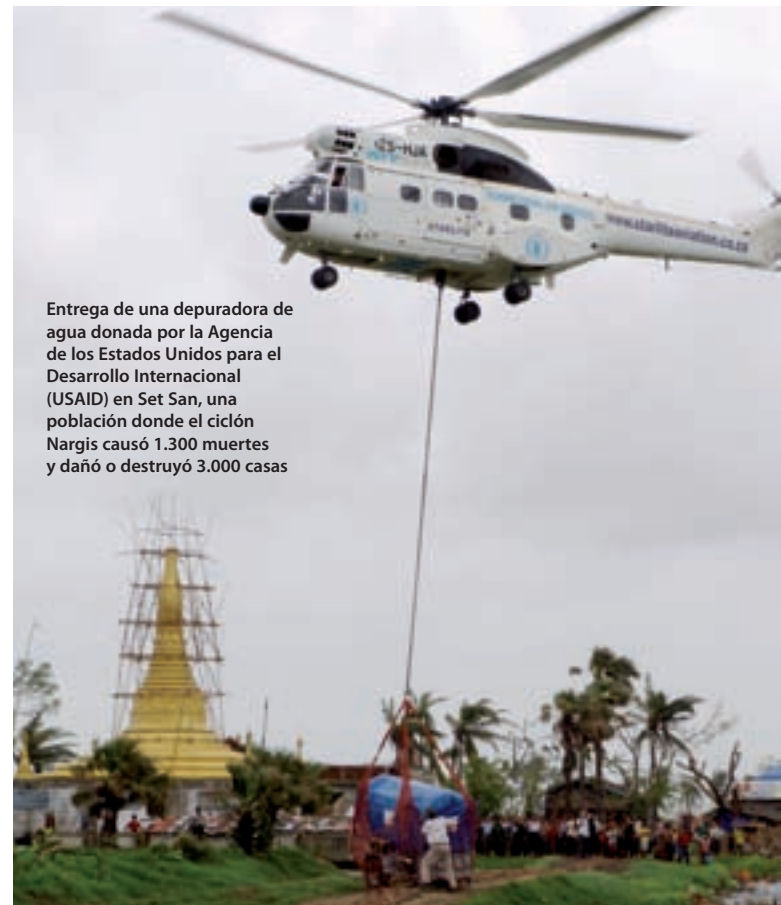 ZS-HJA
www.starliteaviation.co.za
Entrega de una depuradora de
agua donada por la Agencia
de los Estados Unidos para el
Desarrollo Internacional
(USAID) en Set San, una
población donde el ciclón
Nargis causó 1.300 muertes
y dañó o destruyó 3.000 casas